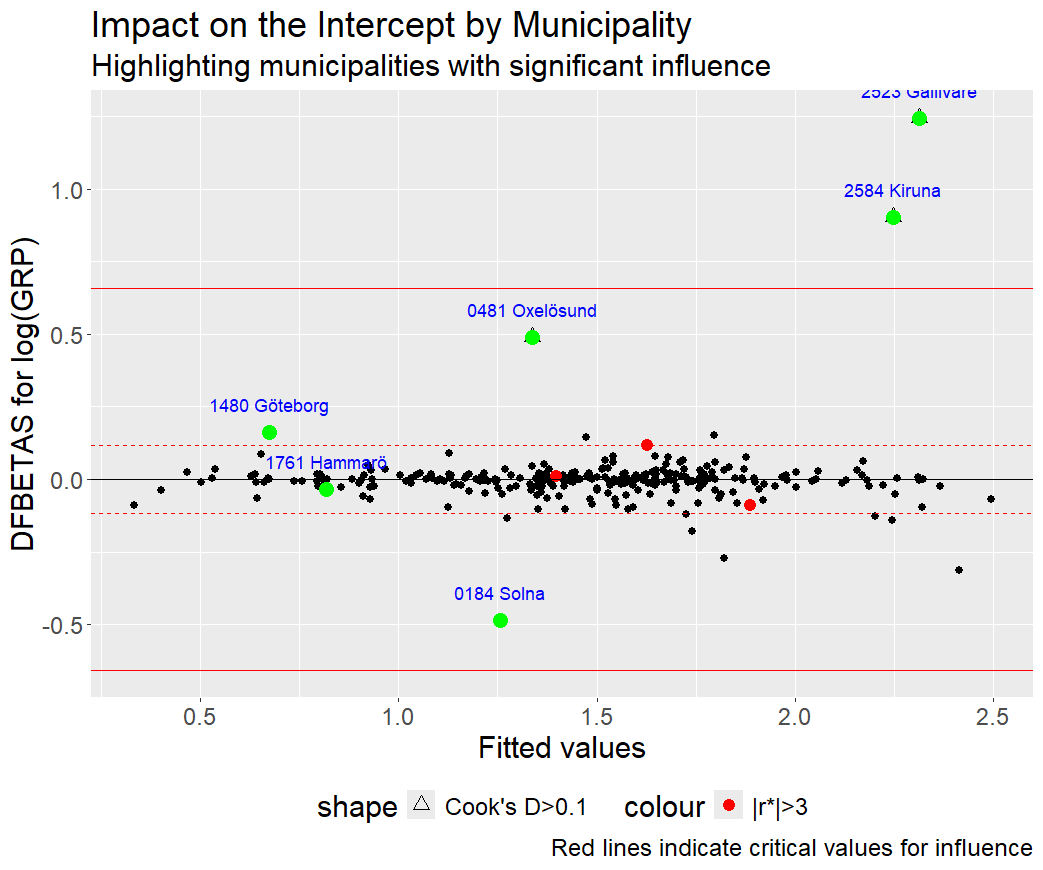 Impact on the Intercept by Municipality
Highlighting municipalities with significant influence
2523 Gällivare
2584 Kiruna
0481 Oxelösund
1480 Göteborg
1761 Hammarö
0184 Solna
DFBETAS for log(GRP)
1.0
0.5
0.0
-0.5
0.5
1.0
1.5
2.0
2.5
Fitted values
shape
Cook's D>0.1
colour
|r*|>3
Red lines indicate critical values for influence